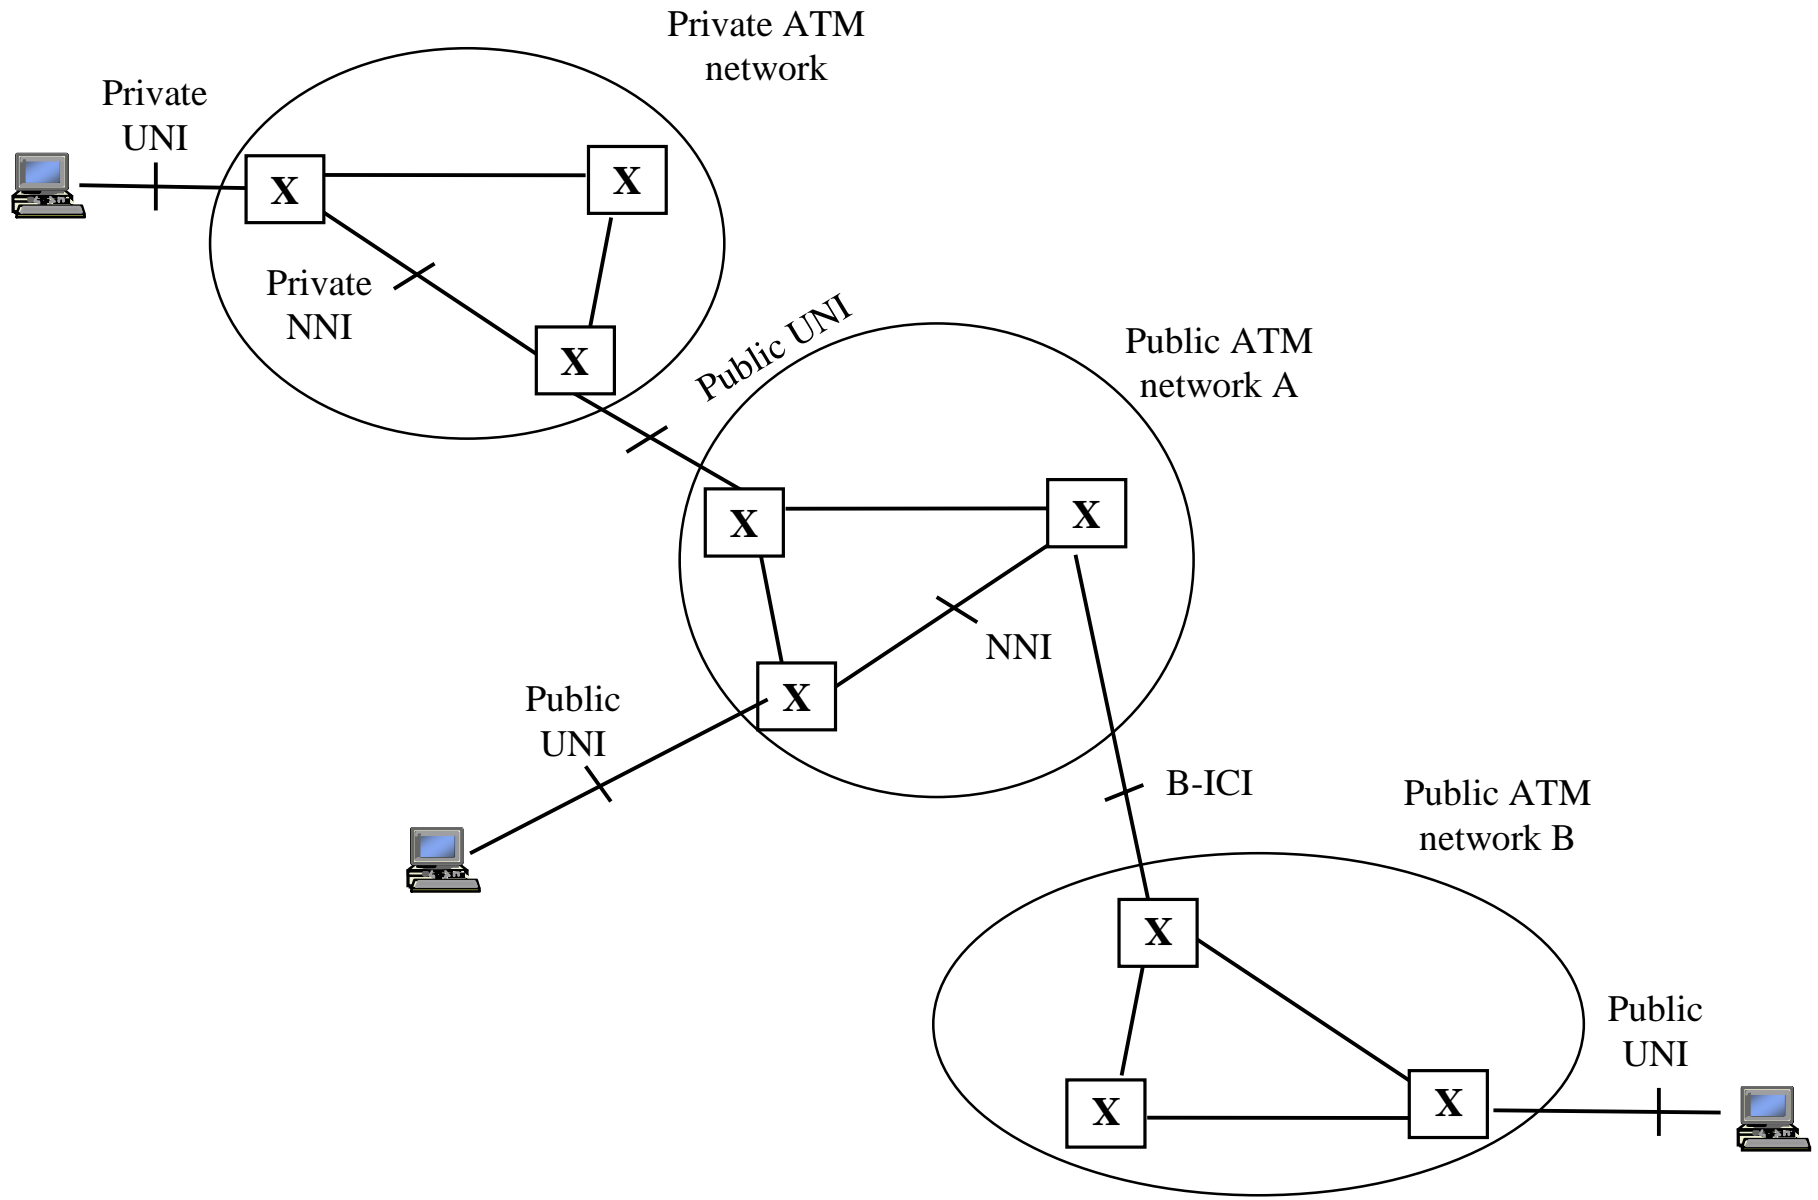 Private ATM
network
Private
UNI
X
X
Private
NNI
X
Public UNI
Public ATM
network A
X
X
NNI
X
Public
UNI
B-ICI
Public ATM
network B
X
Public
UNI
X
X